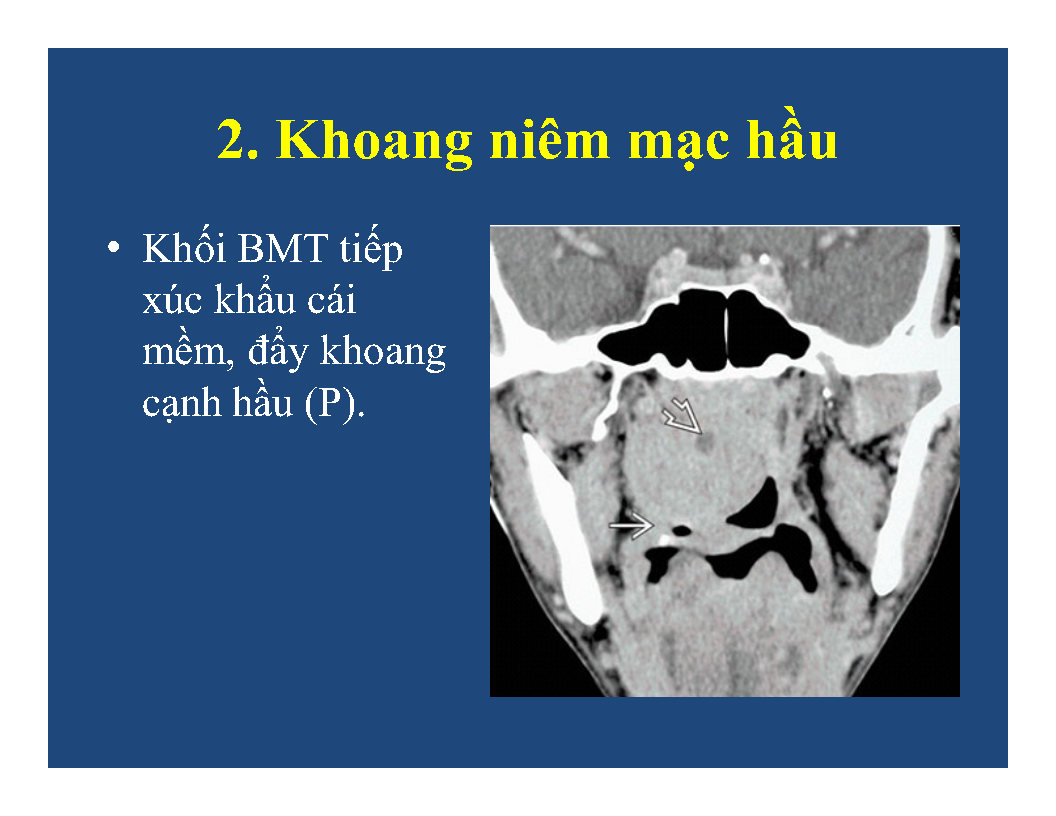 2. Khoang niêm mạc hầu
• Khối BMT tiếp
xúc khẩu cái
mềm, đẩy khoang
cạnh hầu (P).